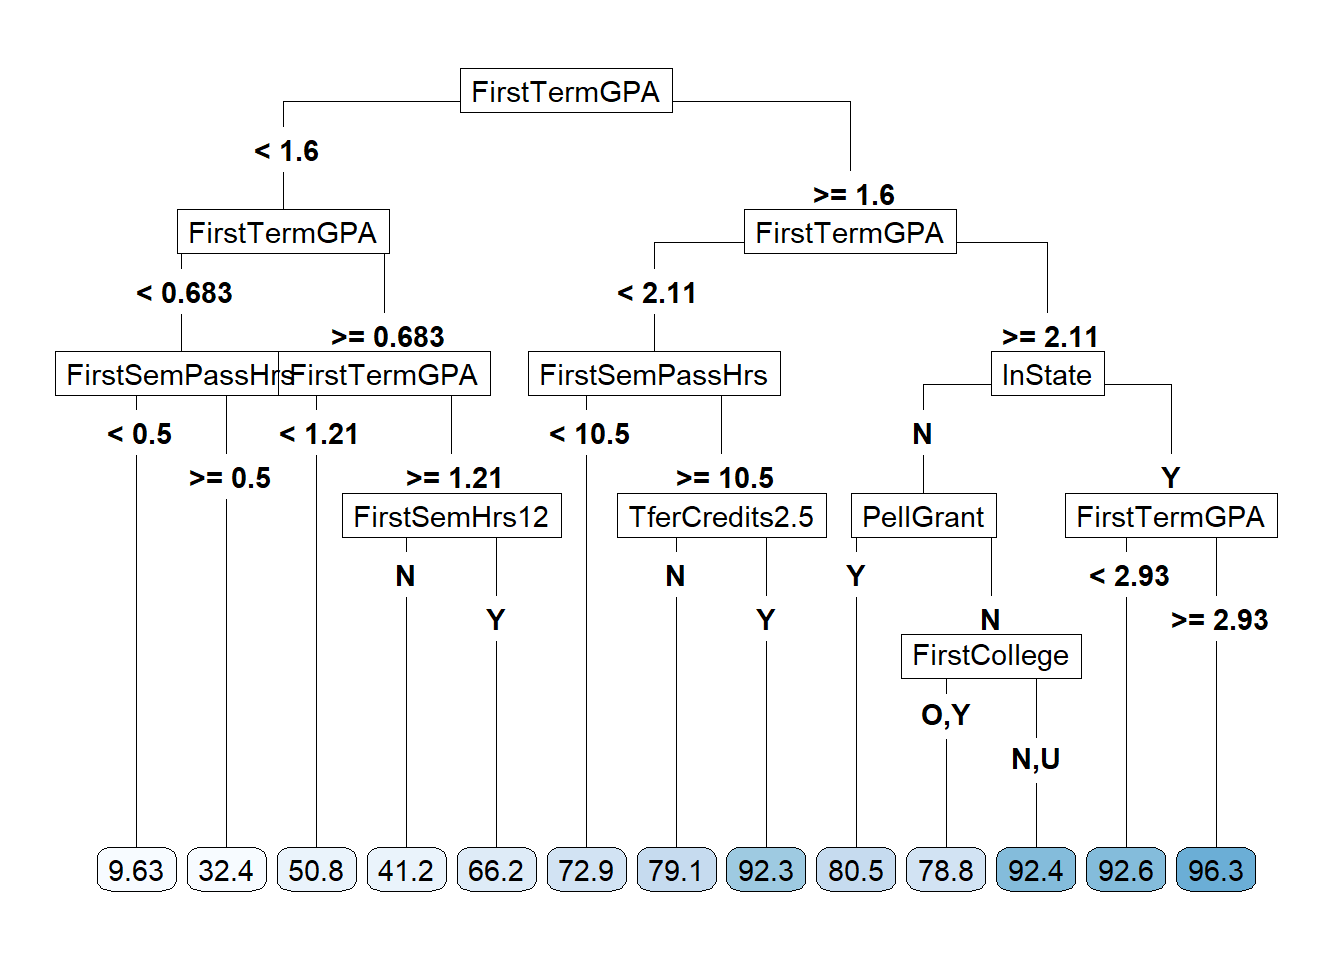 FirstTermGPA
< 1.6
>= 1.6
FirstTermGPA
FirstTermGPA
< 0.683
>= 0.683
< 2.11
>= 2.11
FirstSemPassHrs
FirstTermGPA
FirstSemPassHrs
InState
< 0.5
>= 0.5
< 1.21
>= 1.21
< 10.5
>= 10.5
N
Y
FirstSemHrs12
TferCredits2.5
PellGrant
FirstTermGPA
N
Y
N
Y
Y
N
< 2.93
>= 2.93
FirstCollege
O,Y
N,U
9.63
32.4
50.8
41.2
66.2
72.9
79.1
92.3
80.5
78.8
92.4
92.6
96.3